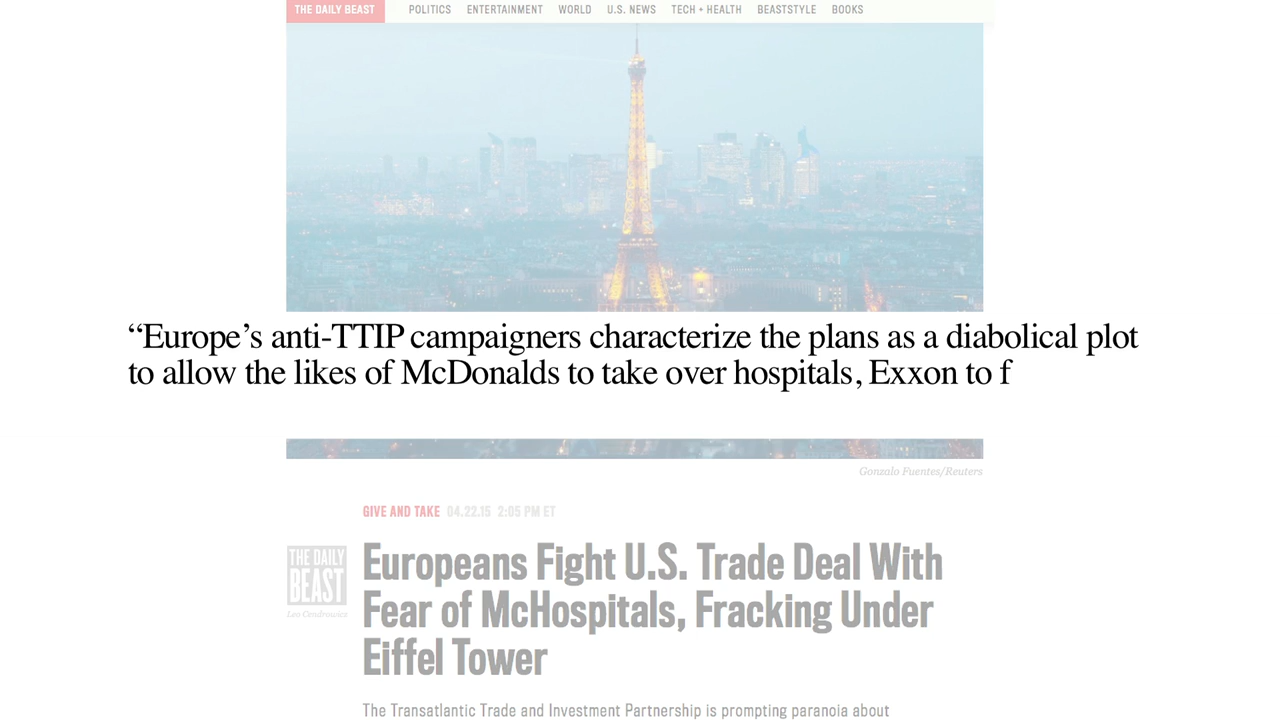 THE DAILY BEAST POLITICS ENTERTAINMENT WORLD U.S. NEWS TECH + HEALTH BEASTSTYLE BOOKS
“Europe’s anti-TTIP campaigners characterize the plans as a diabolical plot
to allow the likes of McDonalds to take over hospitals, Exxon to f
Gonzalo Fuentes/Reuters
GIVE AND TAKE 04.22.15 2:05 PM ET
THE DAILY
BEAST
Leo Cendrowicz
Europeans Fight U.S. Trade Deal With
Fear of McHospitals, Fracking Under
Eiffel Tower
The Transatlantic Trade and Investment Partnership is prompting paranoia about